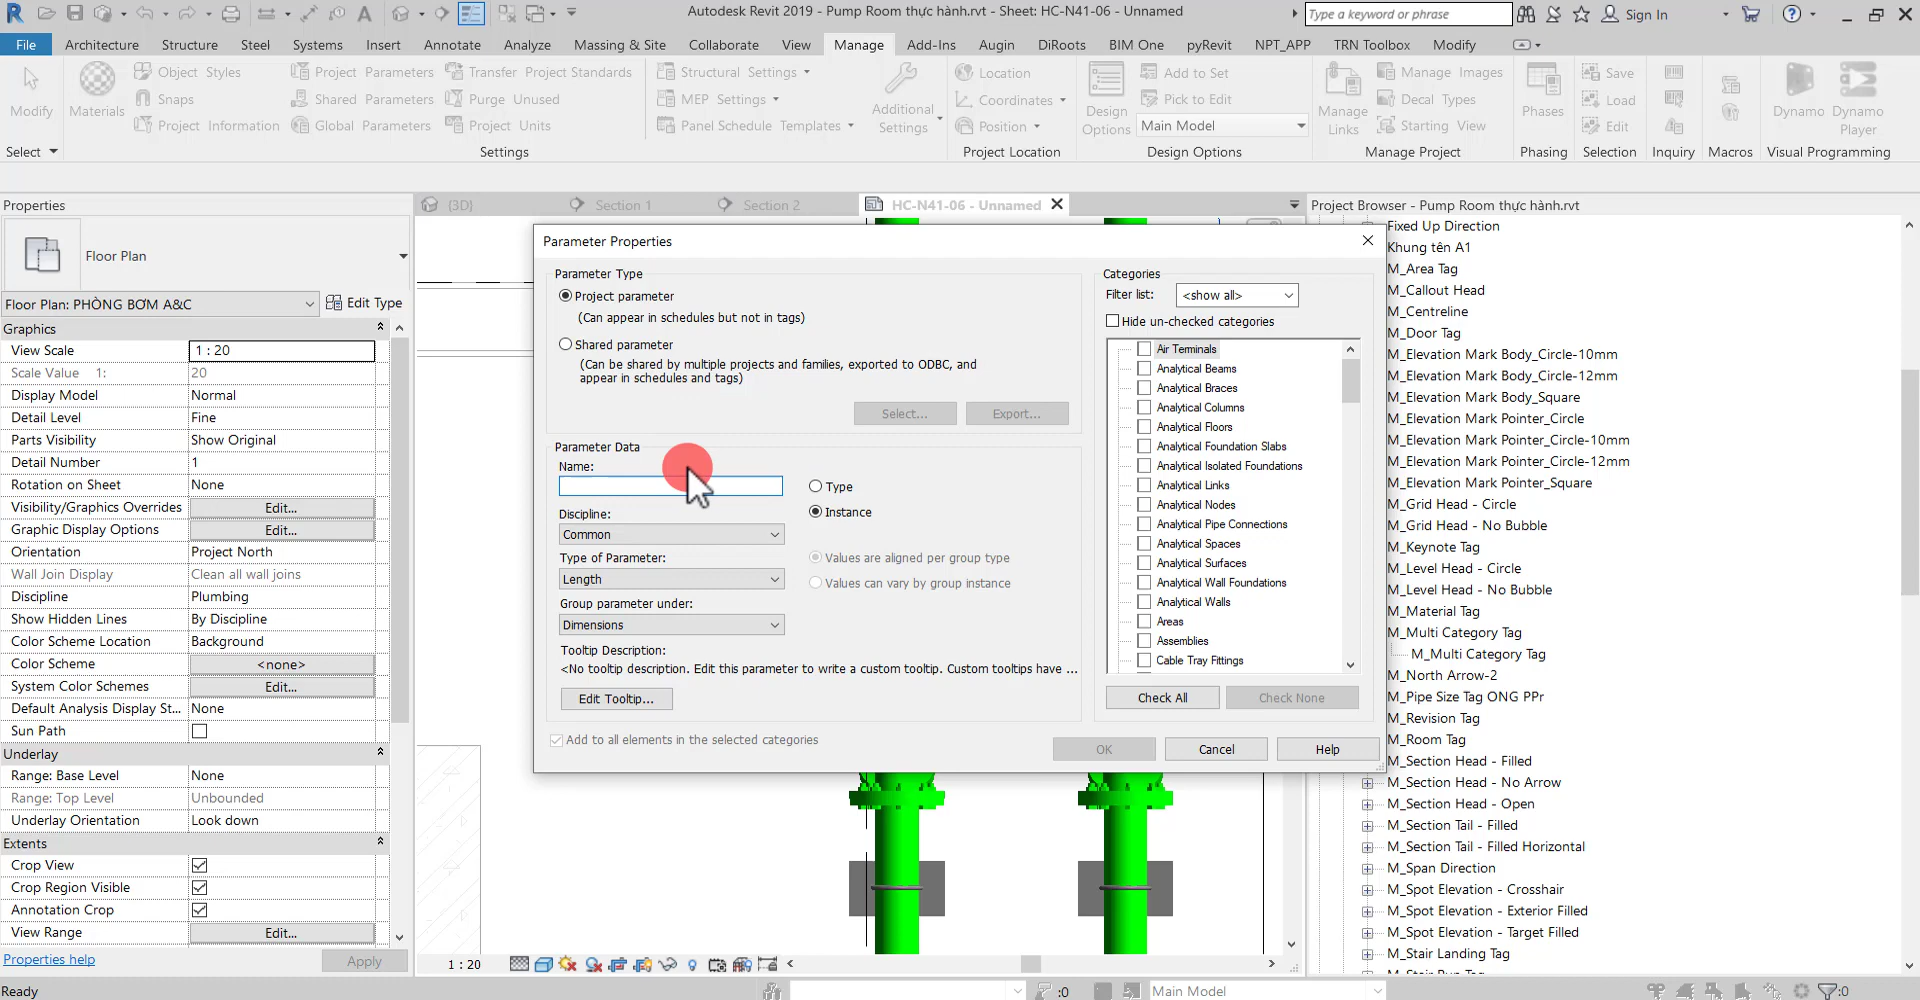 Autodesk Revit 2019 - Pump Room thực hành.rvt - Sheet: HC-N41-06 - Unnamed
Type a keyword or phrase
Sign In
File Architecture Structure Steel Systems Insert Annotate Analyze Massing & Site Collaborate View Manage Add-Ins Augin DiRoots BIM One pyRevit NPT_APP TRN Toolbox Modify
Modify
Materials
Object Styles
Snaps
Project Information
Project Parameters
Shared Parameters
Global Parameters
Transfer Project Standards
Purge Unused
Project Units
Structural Settings
MEP Settings
Panel Schedule Templates
Additional
Settings
Location
Coordinates
Position
Design
Options
Add to Set
Pick to Edit
Main Model
Manage
Links
Manage Images
Decal Types
Starting View
Phases
Save
Load
Edit
Dynamo
Dynamo
Player
Select
Settings
Project Location
Design Options
Manage Project
Phasing
Selection
Inquiry
Macros
Visual Programming
Properties
Floor Plan
Floor Plan: PHÒNG BƠM A&C
Edit Type
Graphics
View Scale 1 : 20
Scale Value 1: 20
Display Model Normal
Detail Level Fine
Parts Visibility Show Original
Detail Number 1
Rotation on Sheet None
Visibility/Graphics Overrides Edit...
Graphic Display Options Edit...
Orientation Project North
Wall Join Display Clean all wall joins
Discipline Plumbing
Show Hidden Lines By Discipline
Color Scheme Location Background
Color Scheme <none>
System Color Schemes Edit...
Default Analysis Display St... None
Sun Path
Underlay
Range: Base Level None
Range: Top Level Unbounded
Underlay Orientation Look down
Extents
Crop View
Crop Region Visible
Annotation Crop
View Range Edit...
Properties help
Apply
Ready
{3D}
Section 1
Section 2
HC-N41-06 - Unnamed
Parameter Properties
Parameter Type
Project parameter
(Can appear in schedules but not in tags)
Shared parameter
(Can be shared by multiple projects and families, exported to ODBC, and
appear in schedules and tags)
Select...
Export...
Parameter Data
Name:
Discipline:
Common
Type of Parameter:
Length
Group parameter under:
Dimensions
Type
Instance
Values are aligned per group type
Values can vary by group instance
Tooltip Description:
<No tooltip description. Edit this parameter to write a custom tooltip. Custom tooltips have ...
Edit Tooltip...
Add to all elements in the selected categories
Categories
Filter list:
<show all>
Hide un-checked categories
Air Terminals
Analytical Beams
Analytical Braces
Analytical Columns
Analytical Floors
Analytical Foundation Slabs
Analytical Isolated Foundations
Analytical Links
Analytical Nodes
Analytical Pipe Connections
Analytical Spaces
Analytical Surfaces
Analytical Wall Foundations
Analytical Walls
Areas
Assemblies
Cable Tray Fittings
Check All
Check None
OK
Cancel
Help
1 : 20
:0
Main Model
:0
Project Browser - Pump Room thực hành.rvt
Fixed Up Direction
Khung tên A1
M_Area Tag
M_Callout Head
M_Centreline
M_Door Tag
M_Elevation Mark Body_Circle-10mm
M_Elevation Mark Body_Circle-12mm
M_Elevation Mark Body_Square
M_Elevation Mark Pointer_Circle
M_Elevation Mark Pointer_Circle-10mm
M_Elevation Mark Pointer_Circle-12mm
M_Elevation Mark Pointer_Square
M_Grid Head - Circle
M_Grid Head - No Bubble
M_Keynote Tag
M_Level Head - Circle
M_Level Head - No Bubble
M_Material Tag
M_Multi Category Tag
M_Multi Category Tag
M_North Arrow-2
M_Pipe Size Tag ONG PPr
M_Revision Tag
M_Room Tag
M_Section Head - Filled
M_Section Head - No Arrow
M_Section Head - Open
M_Section Tail - Filled
M_Section Tail - Filled Horizontal
M_Span Direction
M_Spot Elevation - Crosshair
M_Spot Elevation - Exterior Filled
M_Spot Elevation - Target Filled
M_Stair Landing Tag
M_Stair Run Tag